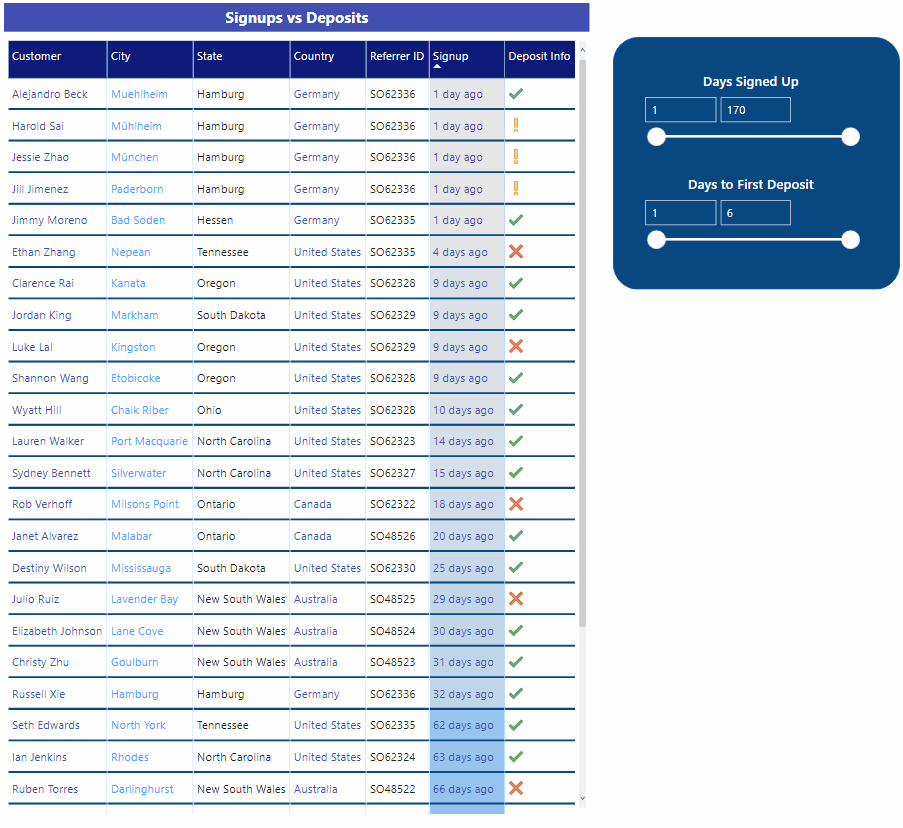 Signups vs Deposits
Customer City State Country Referrer ID Signup Deposit Info
Alejandro Beck Muehlheim Hamburg Germany SO62336 1 day ago
Harold Sai Mühlheim Hamburg Germany SO62336 1 day ago
Jessie Zhao München Hamburg Germany SO62336 1 day ago
Jill Jimenez Paderborn Hamburg Germany SO62336 1 day ago
Jimmy Moreno Bad Soden Hessen Germany SO62335 1 day ago
Ethan Zhang Nepean Tennessee United States SO62335 4 days ago
Clarence Rai Kanata Oregon United States SO62328 9 days ago
Jordan King Markham South Dakota United States SO62329 9 days ago
Luke Lal Kingston Oregon United States SO62329 9 days ago
Shannon Wang Etobicoke Oregon United States SO62328 9 days ago
Wyatt Hill Chalk Riber Ohio United States SO62328 10 days ago
Lauren Walker Port Macquarie North Carolina United States SO62323 14 days ago
Sydney Bennett Silverwater North Carolina United States SO62327 15 days ago
Rob Verhoff Milsons Point Ontario Canada SO62322 18 days ago
Janet Alvarez Malabar Ontario Canada SO48526 20 days ago
Destiny Wilson Mississauga South Dakota United States SO62330 25 days ago
Julio Ruiz Lavender Bay New South Wales Australia SO48525 29 days ago
Elizabeth Johnson Lane Cove New South Wales Australia SO48524 30 days ago
Christy Zhu Goulburn New South Wales Australia SO48523 31 days ago
Russell Xie Hamburg Hamburg Germany SO62336 32 days ago
Seth Edwards North York Tennessee United States SO62335 62 days ago
Ian Jenkins Rhodes North Carolina United States SO62324 63 days ago
Ruben Torres Darlinghurst New South Wales Australia SO48522 66 days ago
Days Signed Up
1 170
Days to First Deposit
1 6